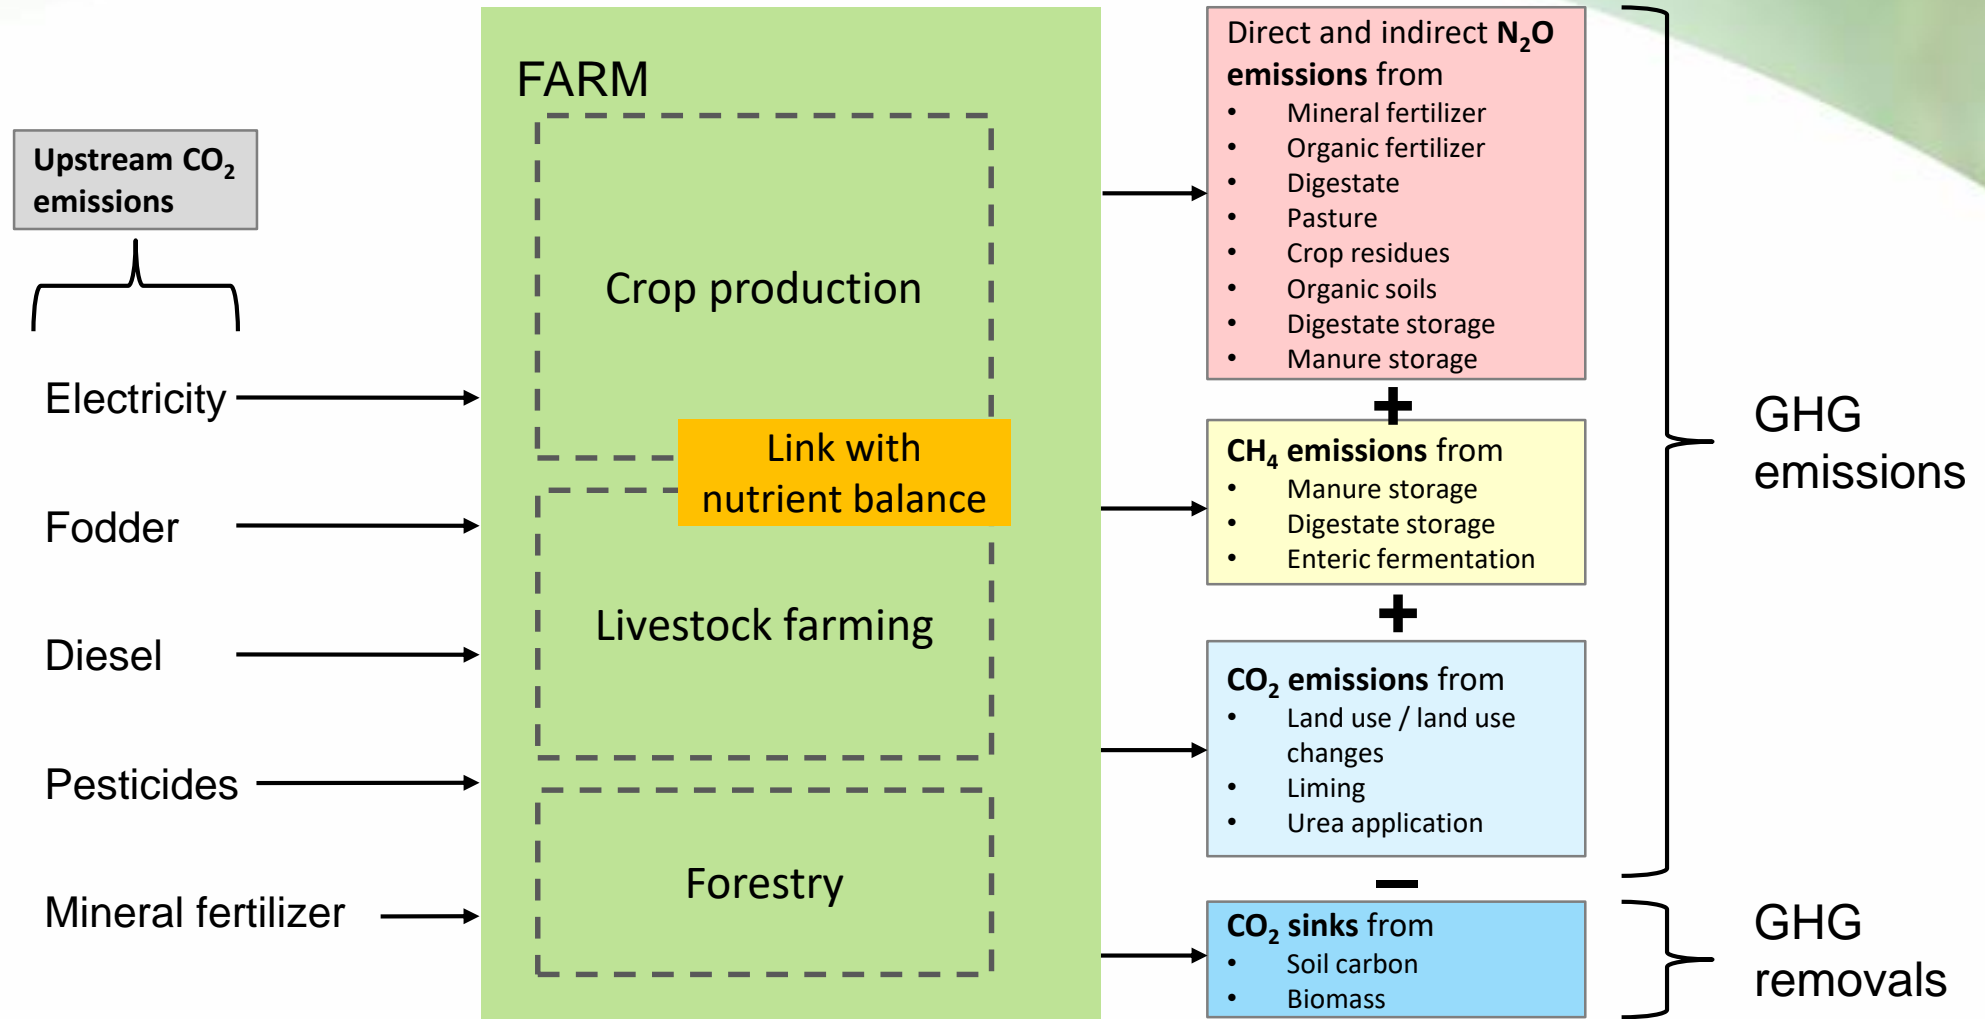 Upstream CO₂
emissions
Electricity
Fodder
Diesel
Pesticides
Mineral fertilizer
FARM
Crop production
Link with
nutrient balance
Livestock farming
Forestry
Direct and indirect N₂O
emissions from
• Mineral fertilizer
• Organic fertilizer
• Digestate
• Pasture
• Crop residues
• Organic soils
• Digestate storage
• Manure storage
+
CH₄ emissions from
• Manure storage
• Digestate storage
• Enteric fermentation
+
CO₂ emissions from
• Land use / land use
changes
• Liming
• Urea application
−
CO₂ sinks from
• Soil carbon
• Biomass
GHG
emissions
GHG
removals